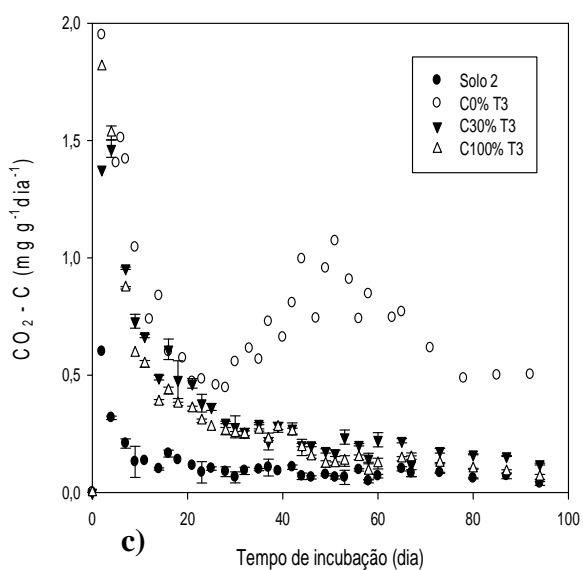 2,0
1,5
1,0
0,5
0,0
CO₂ - C (mg g⁻¹dia⁻¹)
Solo 2
C0% T3
C30% T3
C100% T3
0 20 40 60 80 100
c)
Tempo de incubação (dia)